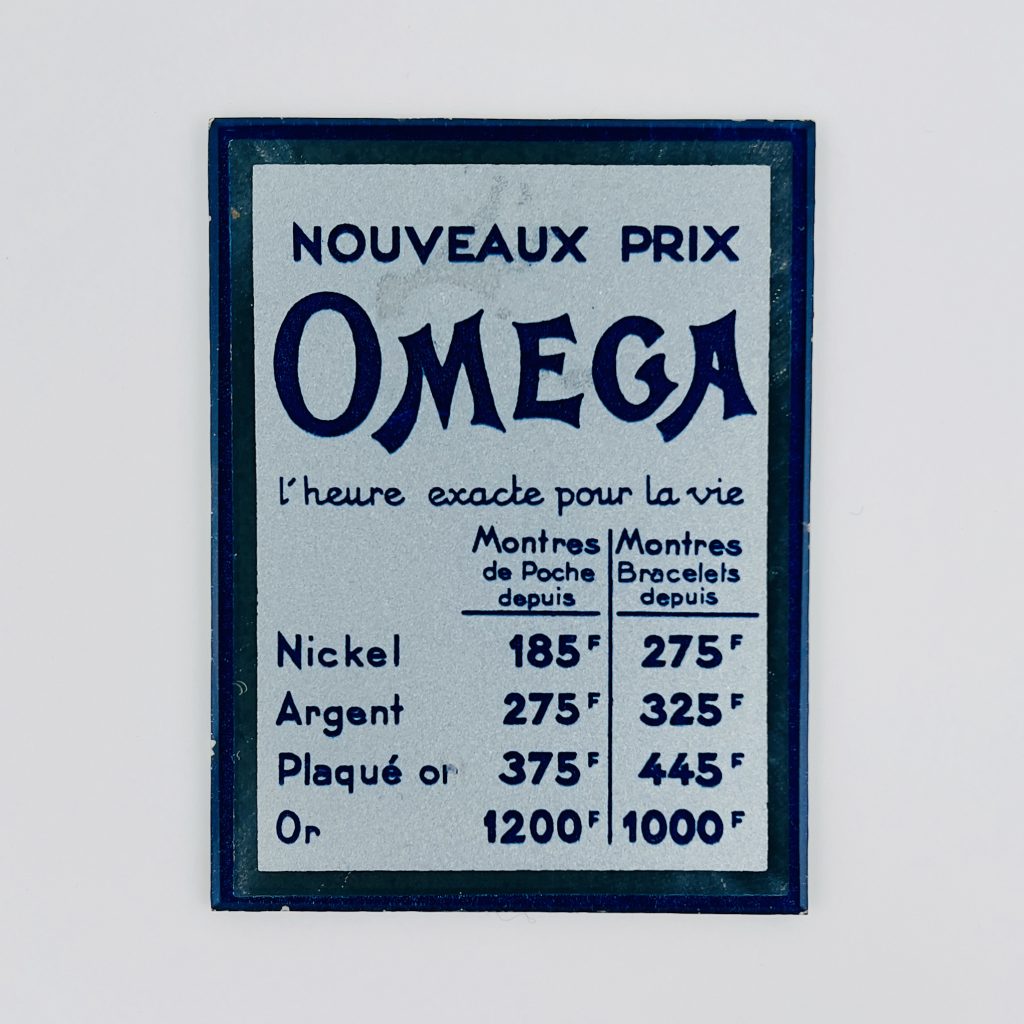 NOUVEAUX PRIX
OMEGA
l'heure exacte pour la vie
Montres de Poche depuis
Montres Bracelets depuis
Nickel 185F 275F
Argent 275F 325F
Plaqué or 375F 445F
Or 1200F 1000F